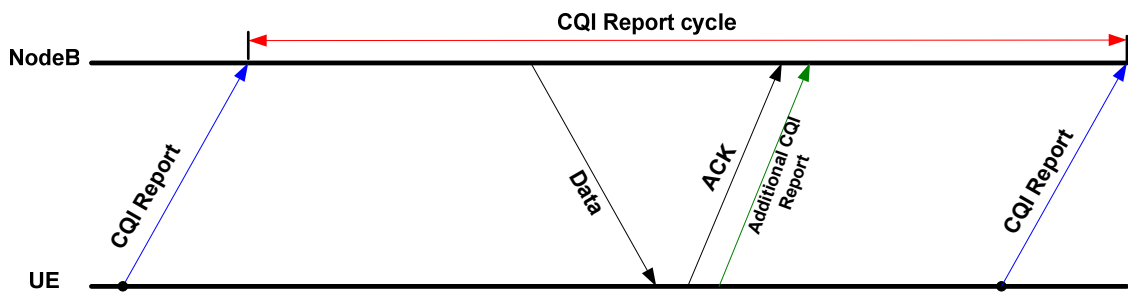 CQI Report cycle
NodeB
CQI Report
Data
ACK
Additional CQI
Report
CQI Report
UE